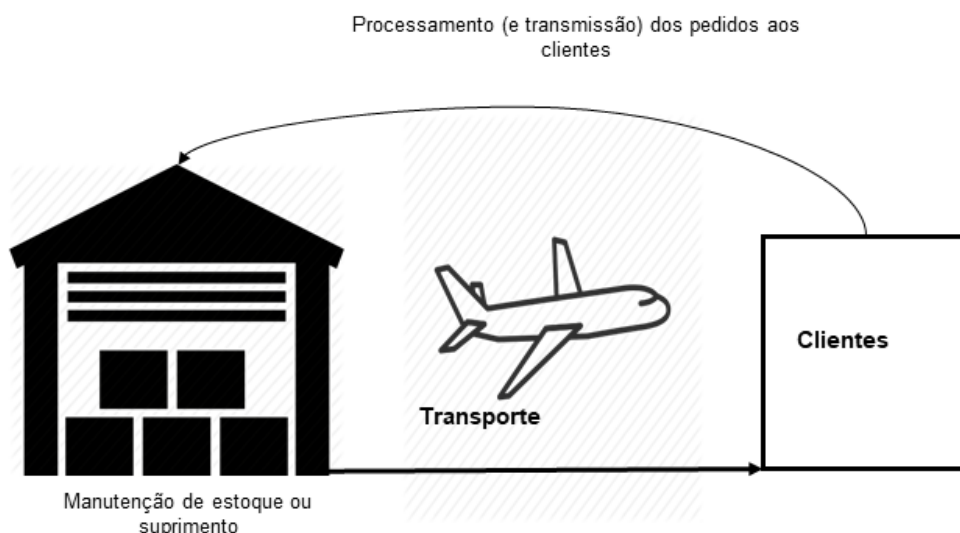 Processamento (e transmissão) dos pedidos aos
clientes
Clientes
Transporte
Manutenção de estoque ou
suprimento